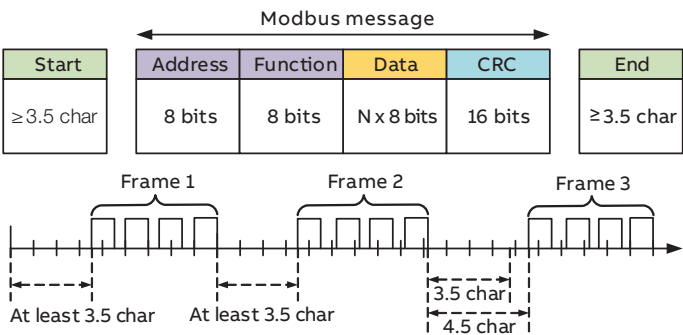 Modbus message
Start Address Function Data CRC End
≥3.5 char 8 bits 8 bits N x 8 bits 16 bits ≥3.5 char
Frame 1 Frame 2 Frame 3
At least 3.5 char At least 3.5 char 3.5 char
4.5 char